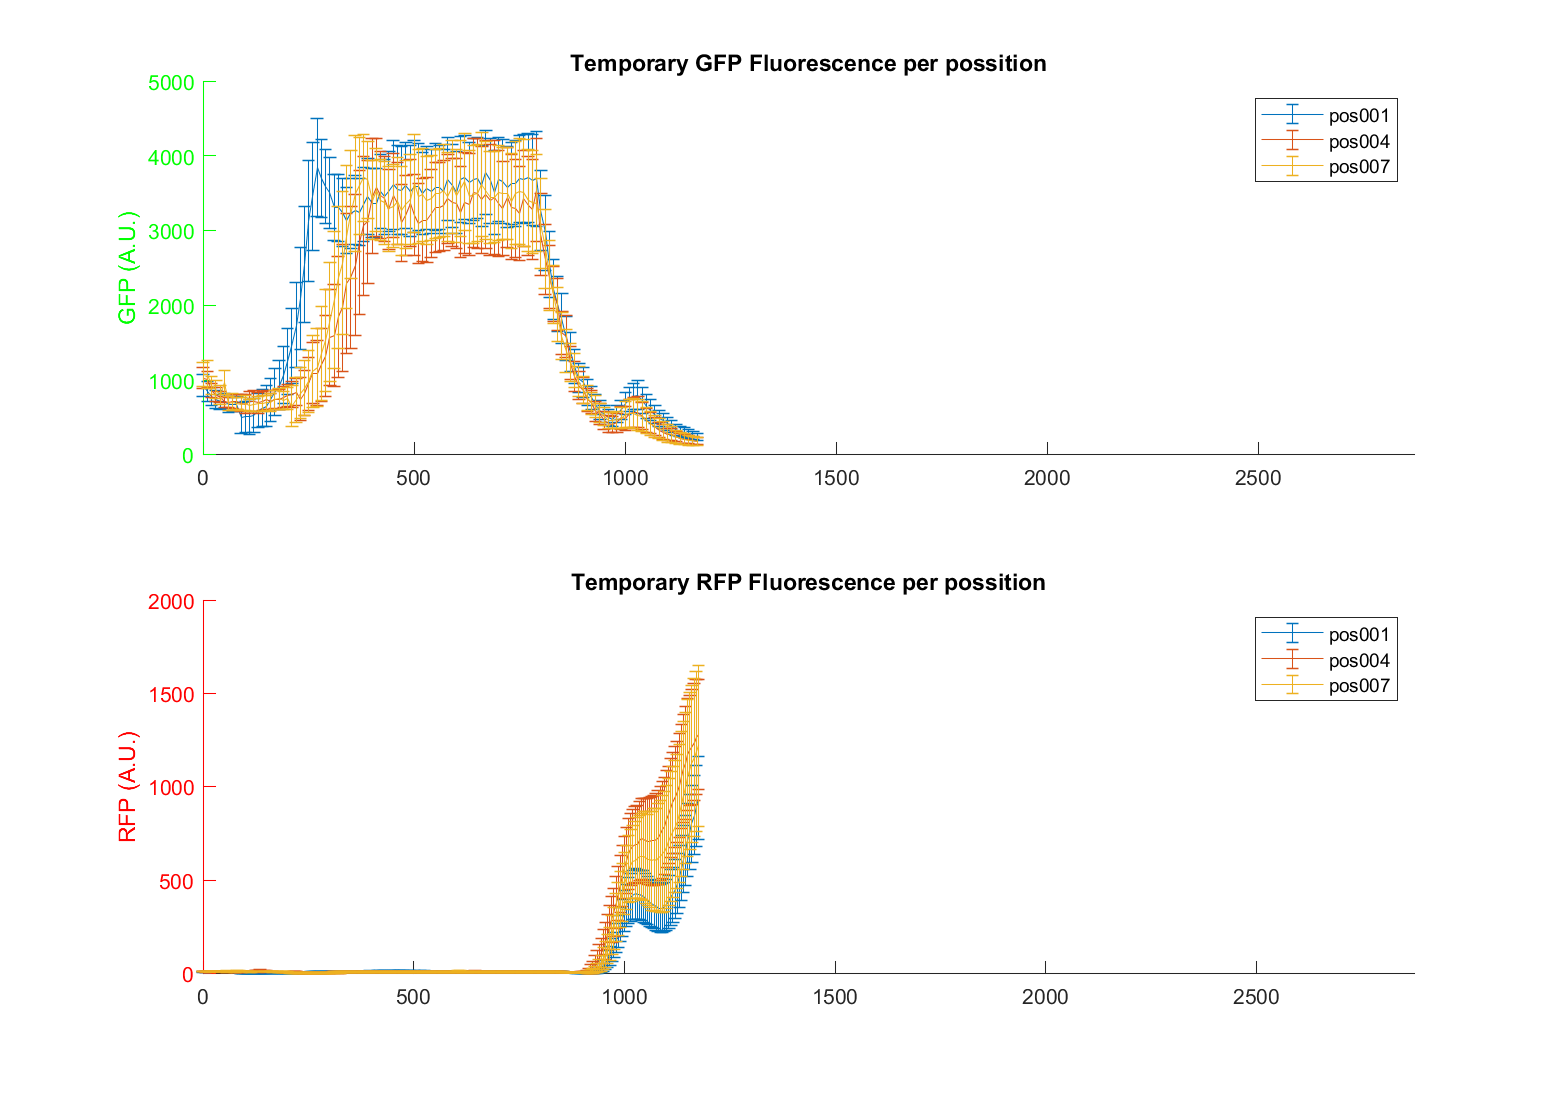 Temporary GFP Fluorescence per possition
5000
4000
3000
2000
1000
0
GFP (A.U.)
0 500 1000 1500 2000 2500
pos001
pos004
pos007
Temporary RFP Fluorescence per possition
2000
1500
1000
500
0
RFP (A.U.)
0 500 1000 1500 2000 2500
pos001
pos004
pos007